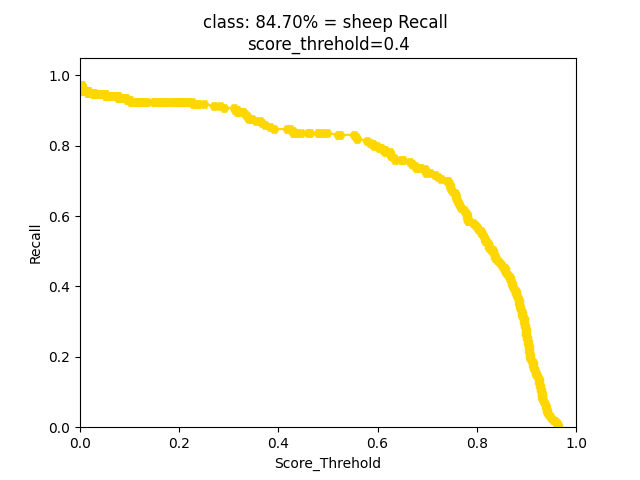 class: 84.70% = sheep Recall
score_threhold=0.4
1.0
0.8
0.6
0.4
0.2
0.0
Recall
0.0 0.2 0.4 0.6 0.8 1.0
Score_Threhold